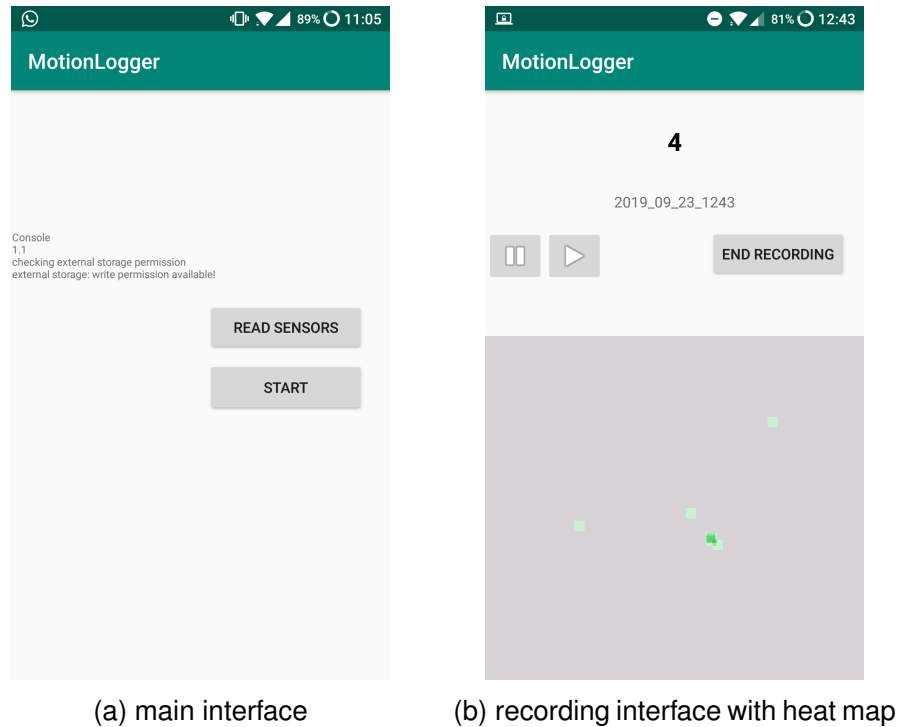 89% 11:05
MotionLogger
Console
1.1
checking external storage permission
external storage: write permission available!
READ SENSORS
START
(a) main interface
81% 12:43
MotionLogger
4
2019_09_23_1243
END RECORDING
(b) recording interface with heat map